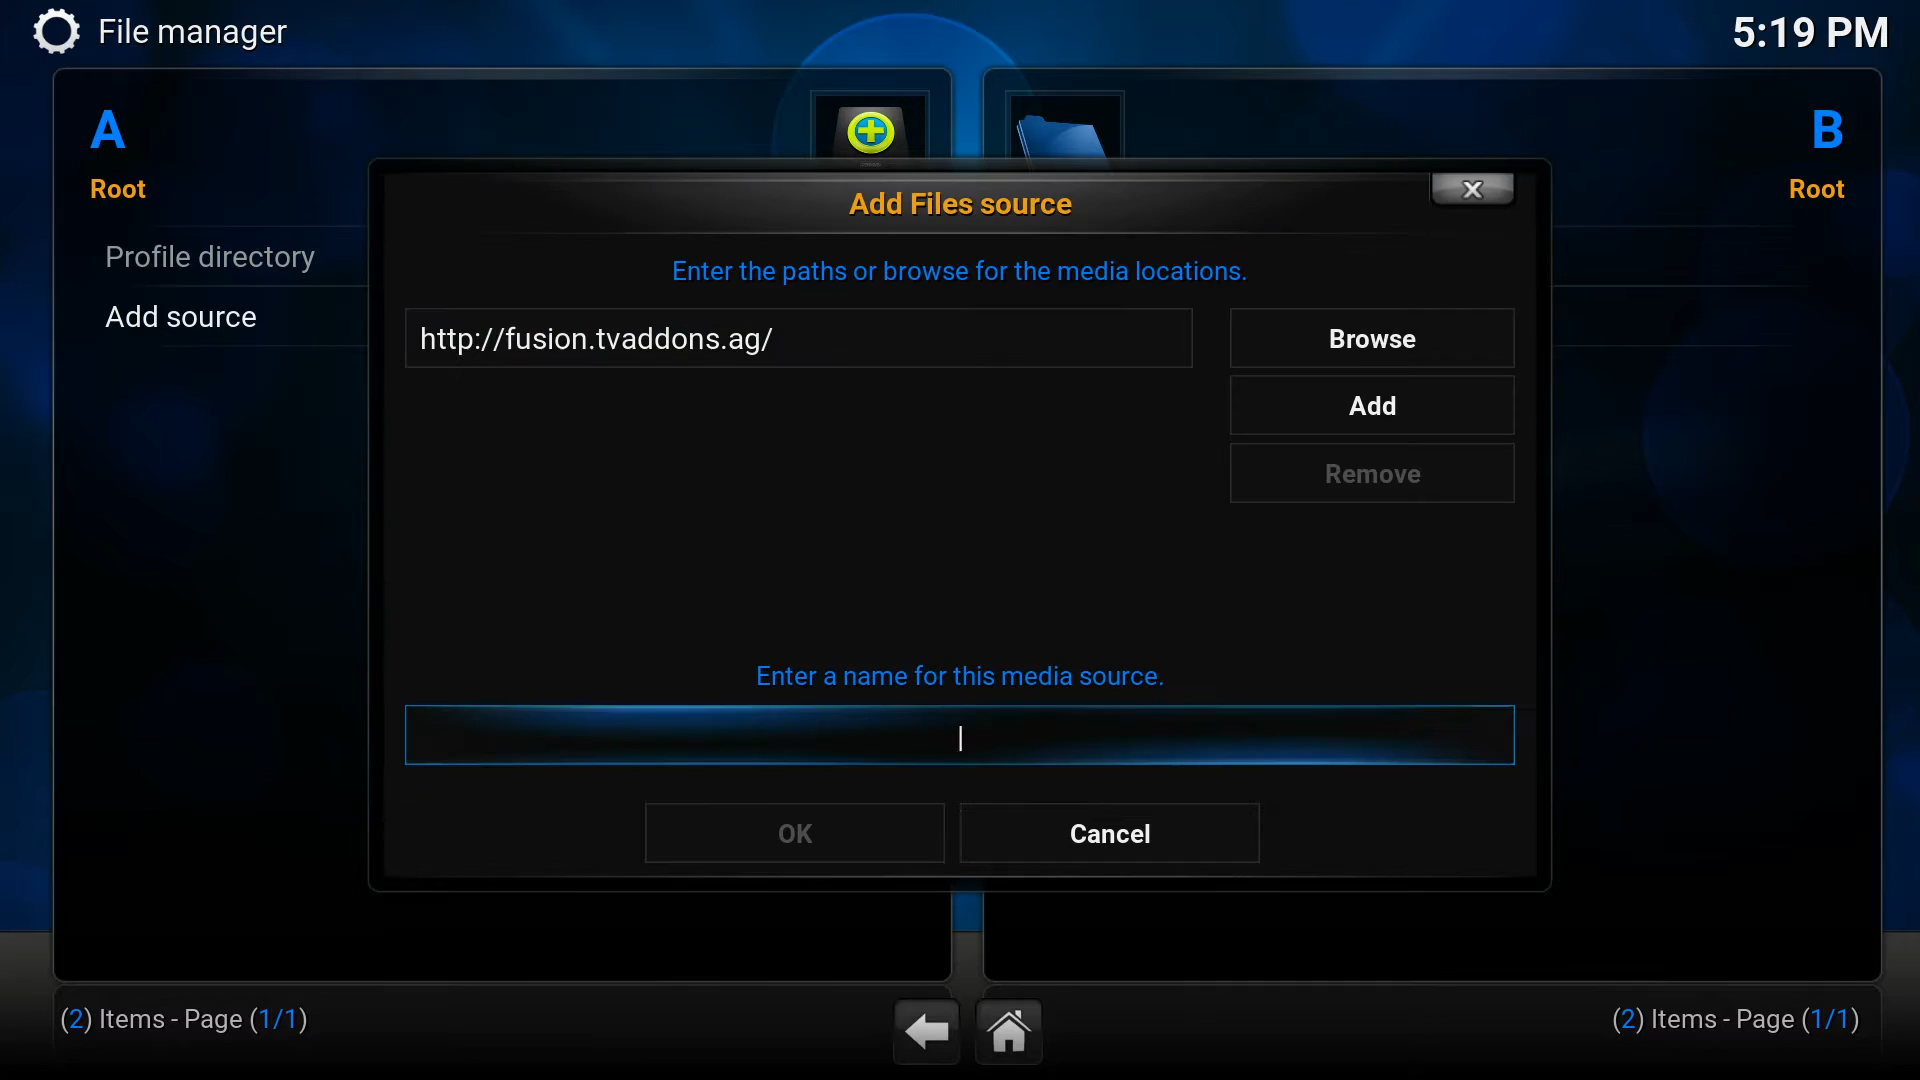 File manager
5:19 PM
A
B
Root
Root
Profile directory
Add source
Add Files source
Enter the paths or browse for the media locations.
http://fusion.tvaddons.ag/
Browse
Add
Remove
Enter a name for this media source.
OK
Cancel
(2) Items - Page (1/1)
(2) Items - Page (1/1)